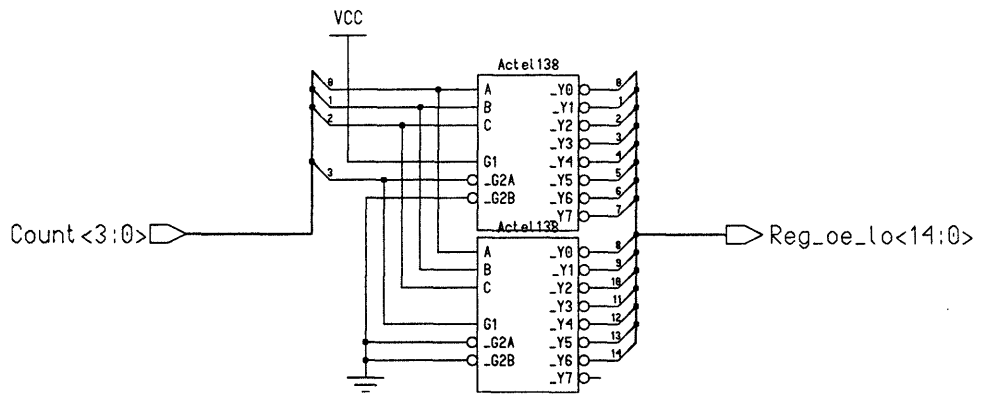 VCC
Actel138
0 A _Y0 0
1 B _Y1 1
2 C _Y2 2
_Y3 3
G1 _Y4 4
3 _G2A _Y5 5
_G2B _Y6 6
Y7 7
Actel138
Count<3:0>
Reg_oe_lo<14:0>
A _Y0 8
B _Y1 9
C _Y2 10
_Y3 11
G1 _Y4 12
_G2A _Y5 13
_G2B _Y6 14
_Y7